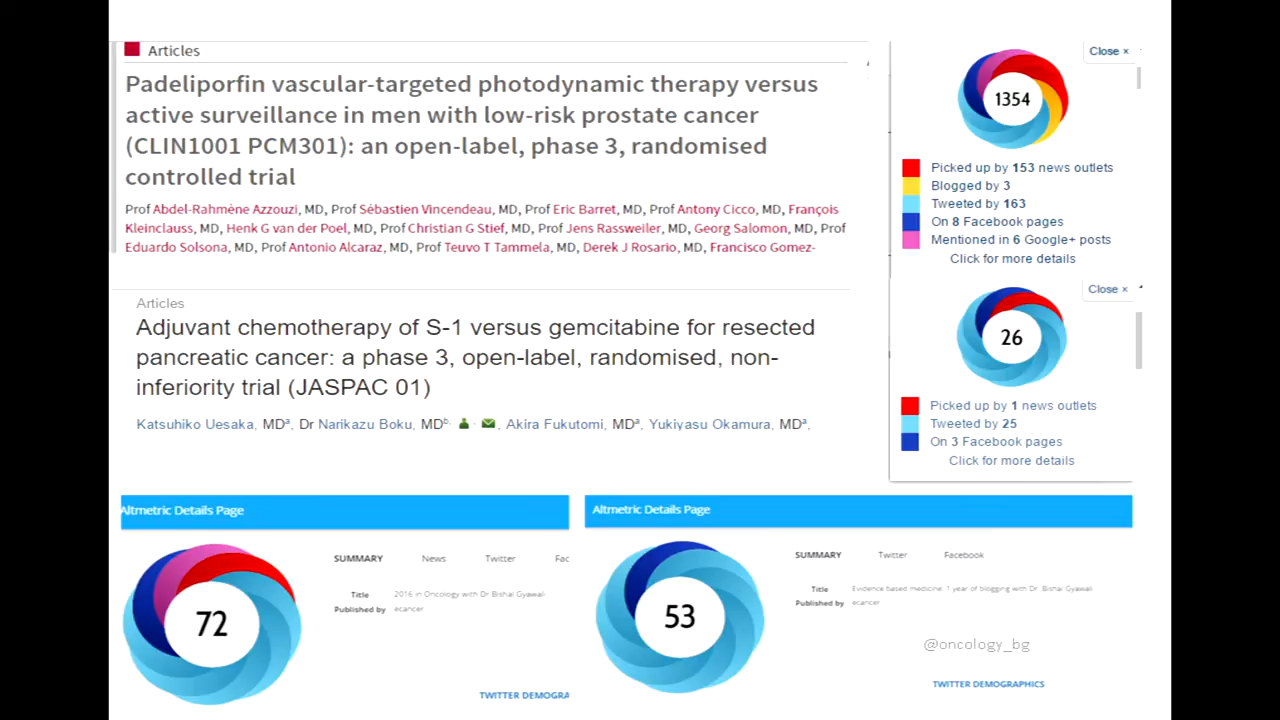 Articles
Padeliporfin vascular-targeted photodynamic therapy versus
active surveillance in men with low-risk prostate cancer
(CLIN1001 PCM301): an open-label, phase 3, randomised
controlled trial
Prof Abdel-Rahmène Azzouzi, MD, Prof Sébastien Vincendeau, MD, Prof Eric Barret, MD, Prof Antony Cicco, MD, François
Kleinclauss, MD, Henk G van der Poel, MD, Prof Christian G Stief, MD, Prof Jens Rassweiler, MD, Georg Salomon, MD, Prof
Eduardo Solsona, MD, Prof Antonio Alcaraz, MD, Prof Teuvo T Tammela, MD, Derek J Rosario, MD, Francisco Gomez-
Close ×
1354
Picked up by 153 news outlets
Blogged by 3
Tweeted by 163
On 8 Facebook pages
Mentioned in 6 Google+ posts
Click for more details
Articles
Adjuvant chemotherapy of S-1 versus gemcitabine for resected
pancreatic cancer: a phase 3, open-label, randomised, non-
inferiority trial (JASPAC 01)
Katsuhiko Uesaka, MDa, Dr Narikazu Boku, MDb, Akira Fukutomi, MDa, Yukiyasu Okamura, MDa,
Close ×
26
Picked up by 1 news outlets
Tweeted by 25
On 3 Facebook pages
Click for more details
Altmetric Details Page
72
SUMMARY News Twitter Fac
Title 2016 in Oncology with Dr Bishal Gyawali
Published by ecancer
TWITTER DEMOGRA
Altmetric Details Page
53
SUMMARY Twitter Facebook
Title Evidence based medicine: 1 year of blogging with Dr Bishal Gyawali
Published by ecancer
@oncology_bg
TWITTER DEMOGRAPHICS